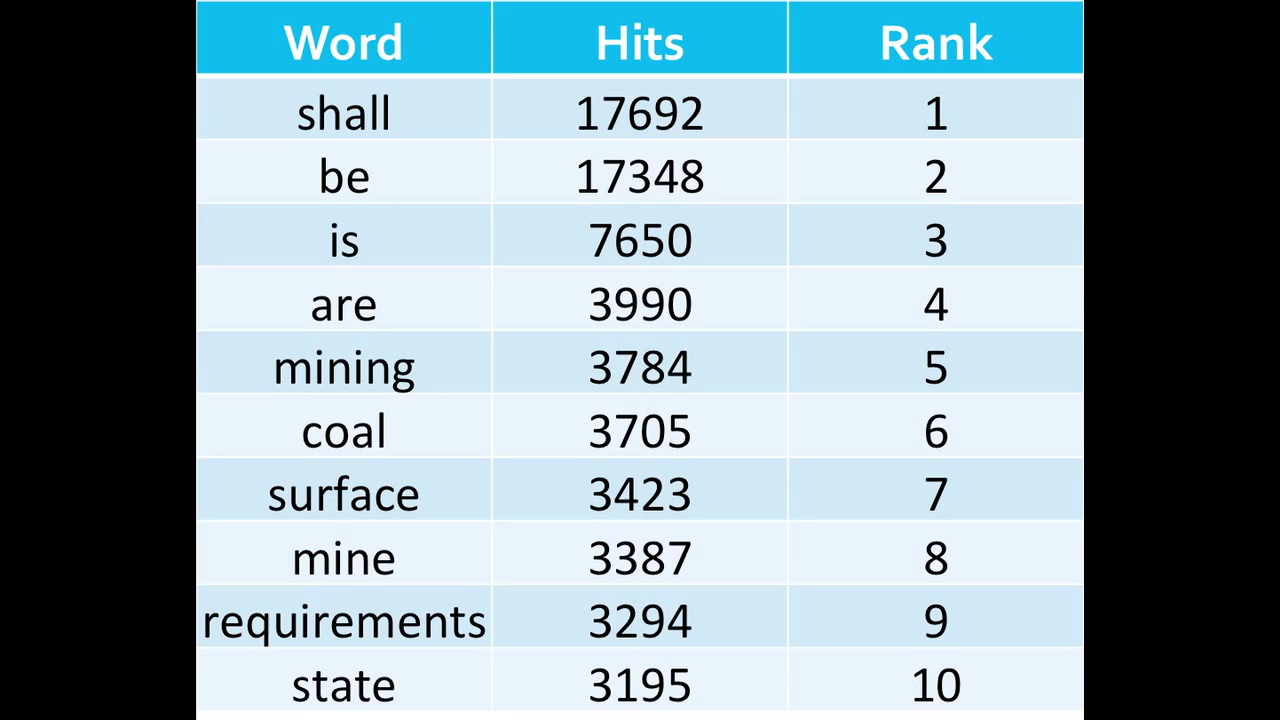 Word Hits Rank
shall 17692 1
be 17348 2
is 7650 3
are 3990 4
mining 3784 5
coal 3705 6
surface 3423 7
mine 3387 8
requirements 3294 9
state 3195 10